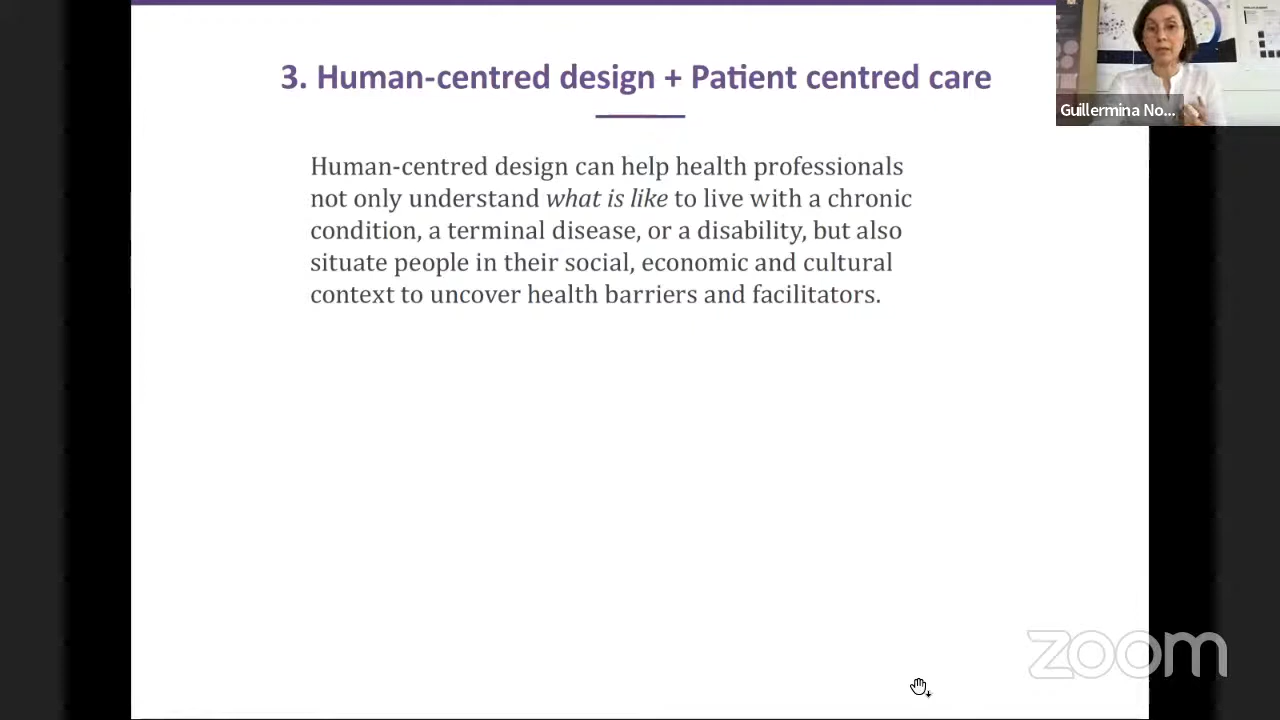 3. Human-centred design + Patient centred care
Guillermina No...
Human-centred design can help health professionals
not only understand what is like to live with a chronic
condition, a terminal disease, or a disability, but also
situate people in their social, economic and cultural
context to uncover health barriers and facilitators.
zoom